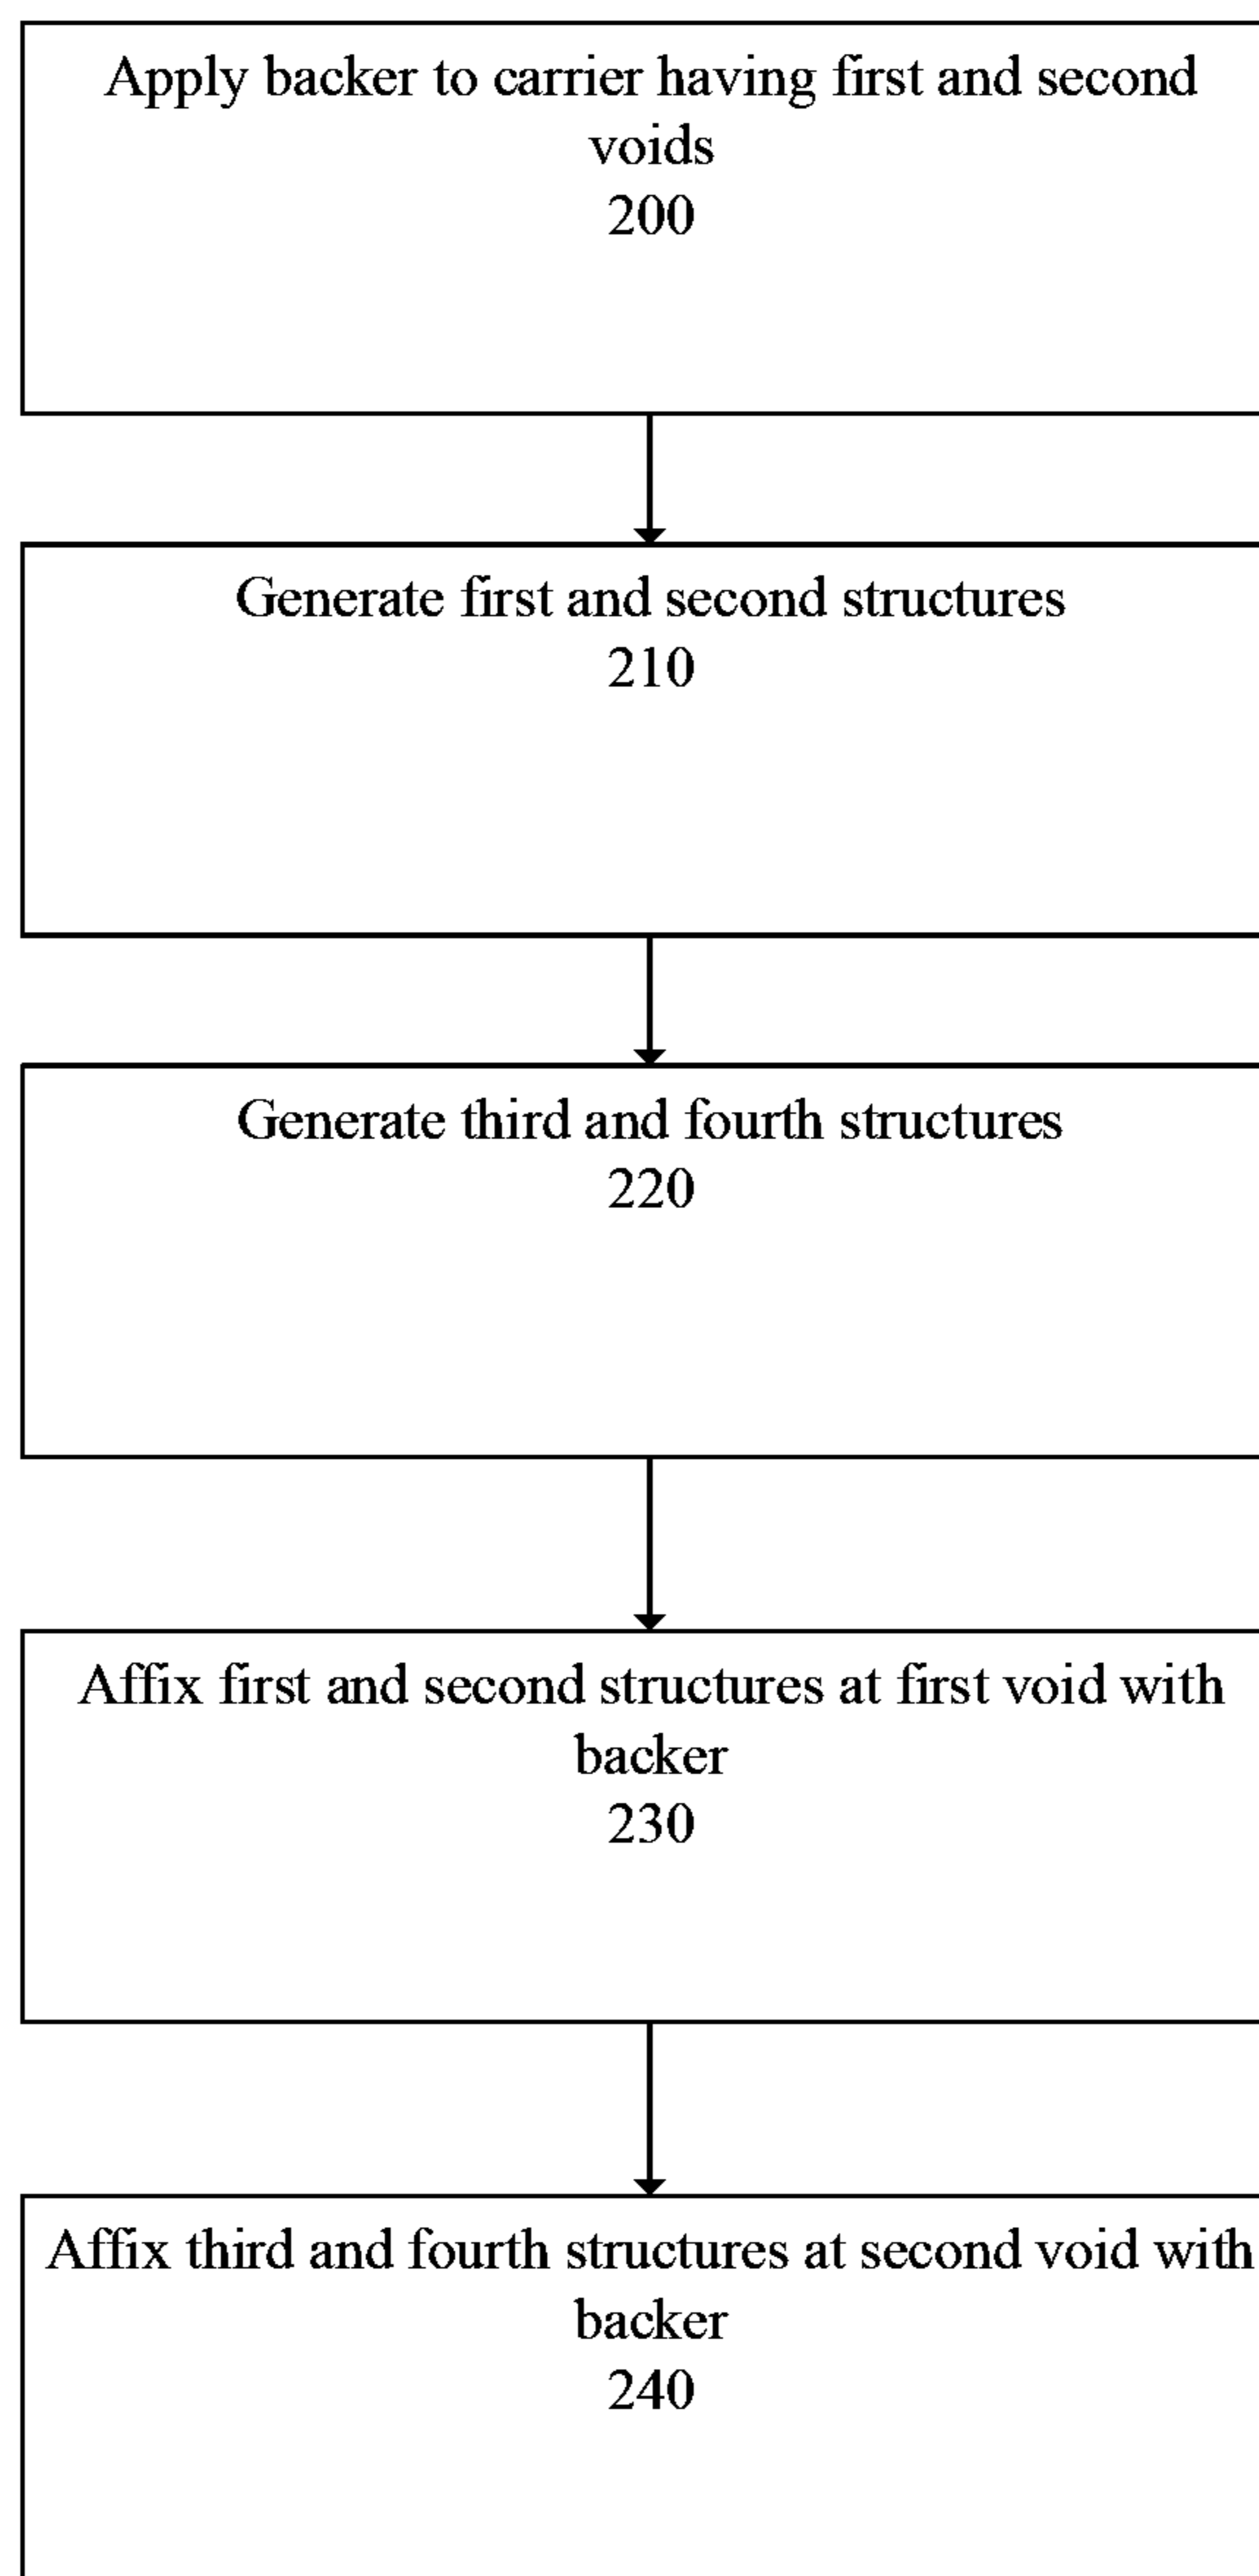 Apply backer to carrier having first and second
voids
200
Generate first and second structures
210
Generate third and fourth structures
220
Affix first and second structures at first void with
backer
230
Affix third and fourth structures at second void with
backer
240